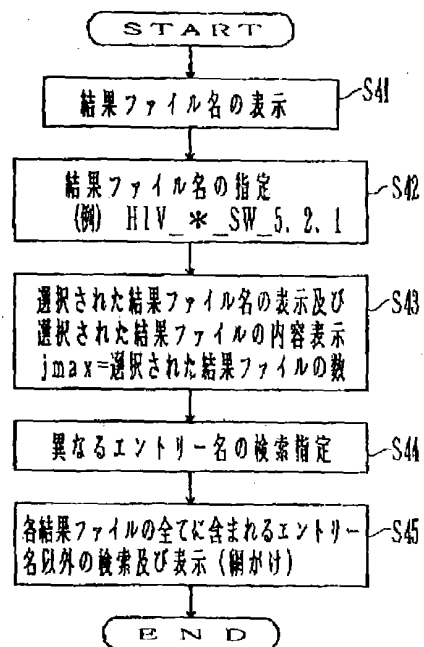 START
結果ファイル名の表示
S41
結果ファイル名の指定
S42
(例) HIV_*_SW_5.2.1
選択された結果ファイル名の表示及び
S43
選択された結果ファイルの内容表示
jmax=選択された結果ファイルの数
異なるエントリー名の検索指定
S44
各結果ファイルの全てに含まれるエントリー
S45
名以外の検索及び表示 (網がけ)
END